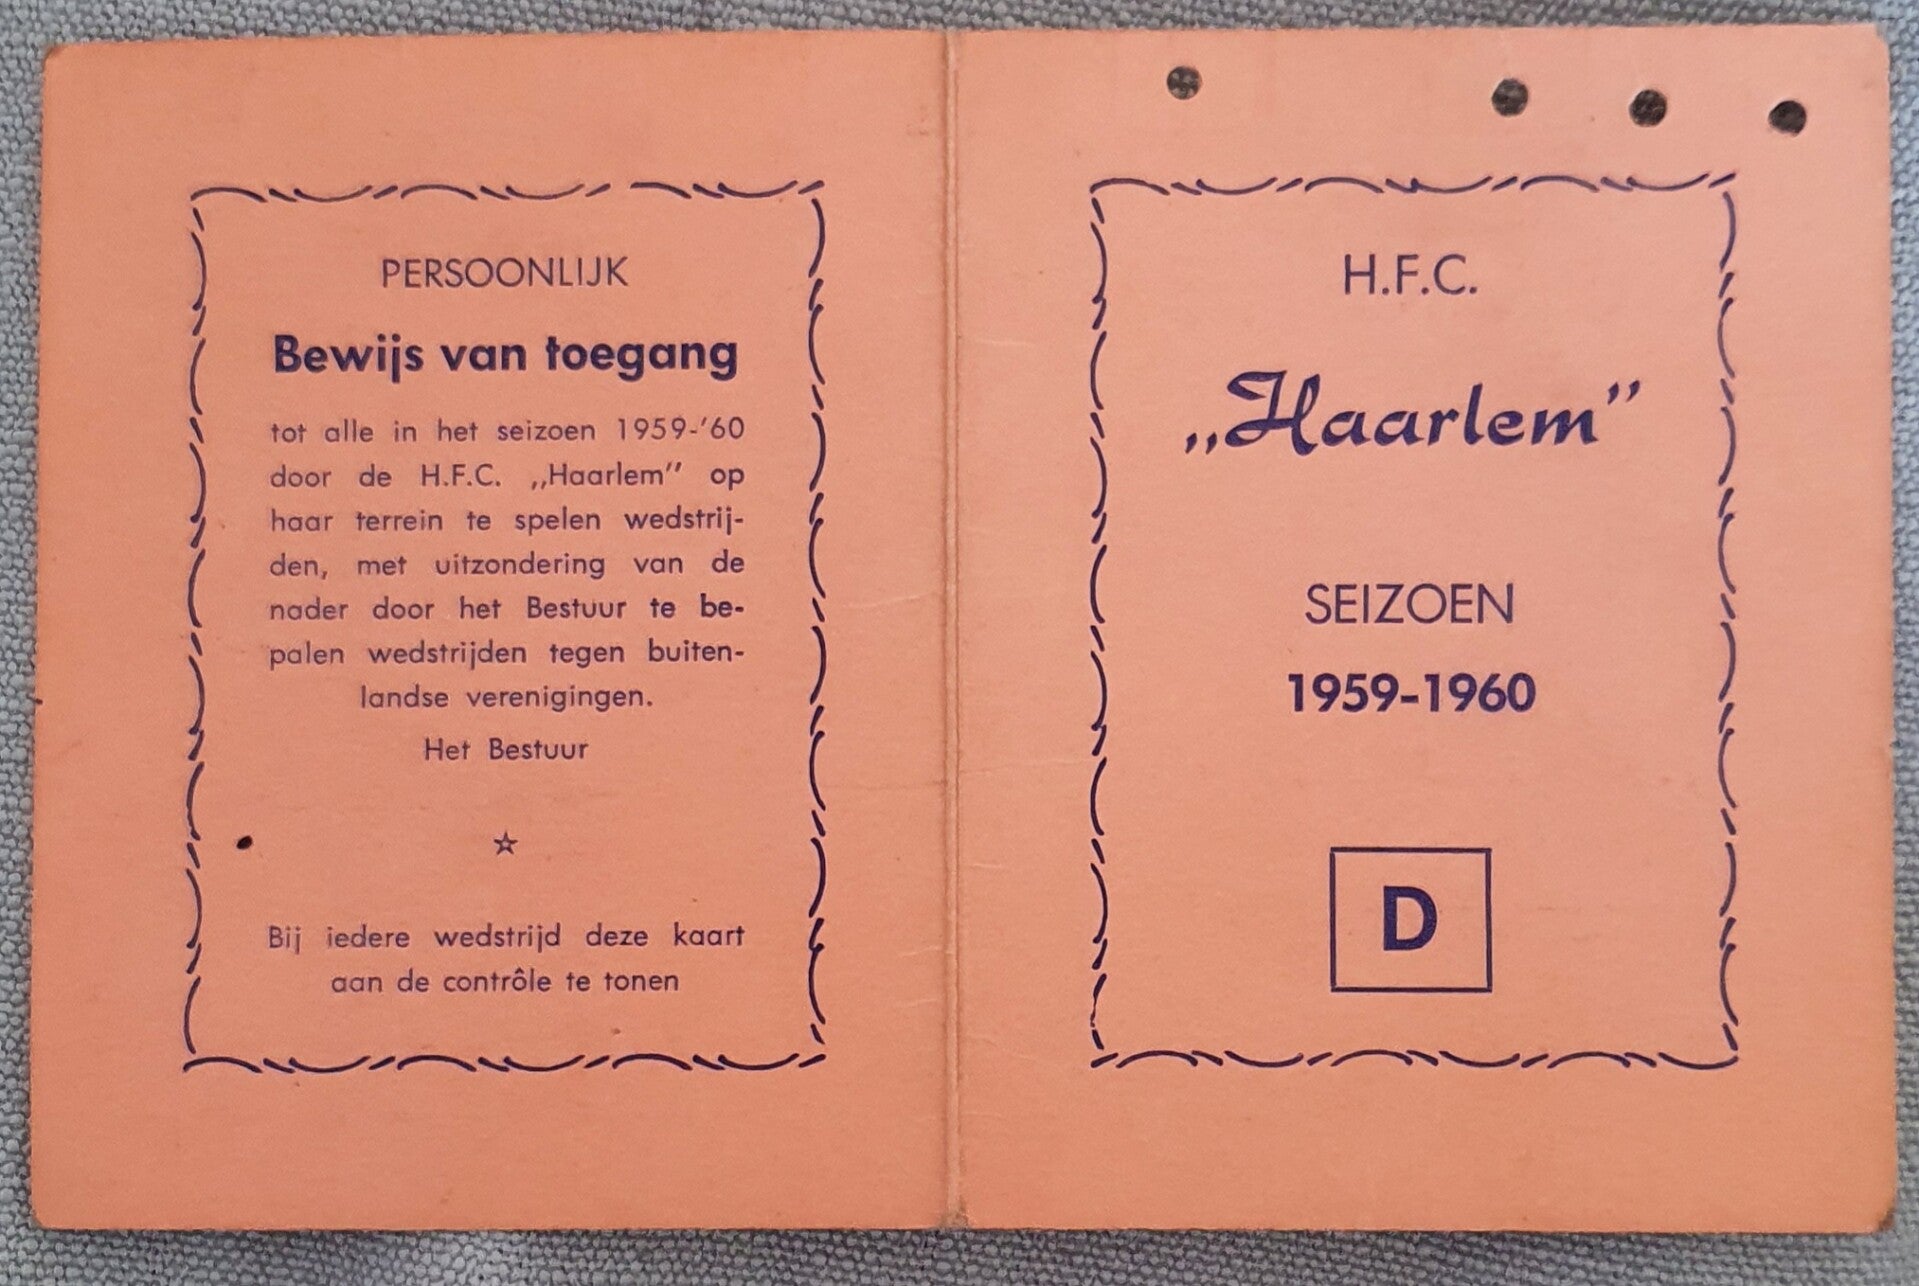 PERSOONLIJK
Bewijs van toegang
tot alle in het seizoen 1959-'60
door de H.F.C. „Haarlem” op
haar terrein te spelen wedstrij-
den, met uitzondering van de
nader door het Bestuur te be-
palen wedstrijden tegen buiten-
landse verenigingen.
Het Bestuur
☆
Bij iedere wedstrijd deze kaart
aan de contrôle te tonen
H.F.C.
„Haarlem”
SEIZOEN
1959-1960
D